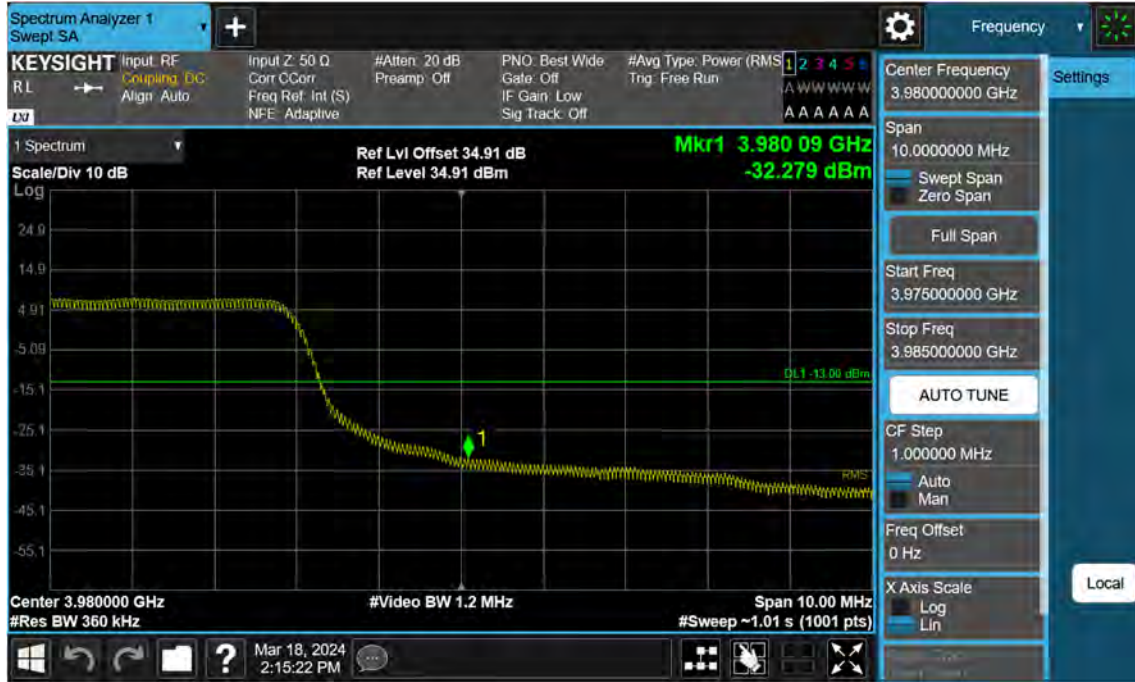 Spectrum Analyzer 1
Swept SA
+
Frequency
KEYSIGHT
RL
LXI
Input: RF
Coupling: DC
Align: Auto
Input Z: 50 Ω
Corr CCorr
Freq Ref: Int (S)
NFE: Adaptive
#Atten: 20 dB
Preamp: Off
PNO: Best Wide
Gate: Off
IF Gain: Low
Sig Track: Off
#Avg Type: Power (RMS
Trig: Free Run
1 2 3 4 5 6
A W W W W W
A A A A A A
1 Spectrum
Scale/Div 10 dB
Log
Ref Lvl Offset 34.91 dB
Ref Level 34.91 dBm
Mkr1 3.980 09 GHz
-32.279 dBm
24.9
14.9
4.91
-5.09
-15.1
-25.1
-35.1
-45.1
-55.1
DL1 -13.00 dBm
1
RMS
Center 3.980000 GHz
#Res BW 360 kHz
#Video BW 1.2 MHz
Span 10.00 MHz
#Sweep ~1.01 s (1001 pts)
Center Frequency
3.980000000 GHz
Span
10.0000000 MHz
Swept Span
Zero Span
Full Span
Start Freq
3.975000000 GHz
Stop Freq
3.985000000 GHz
AUTO TUNE
CF Step
1.000000 MHz
Auto
Man
Freq Offset
0 Hz
X Axis Scale
Log
Lin
Settings
Local
?
Mar 18, 2024
2:15:22 PM